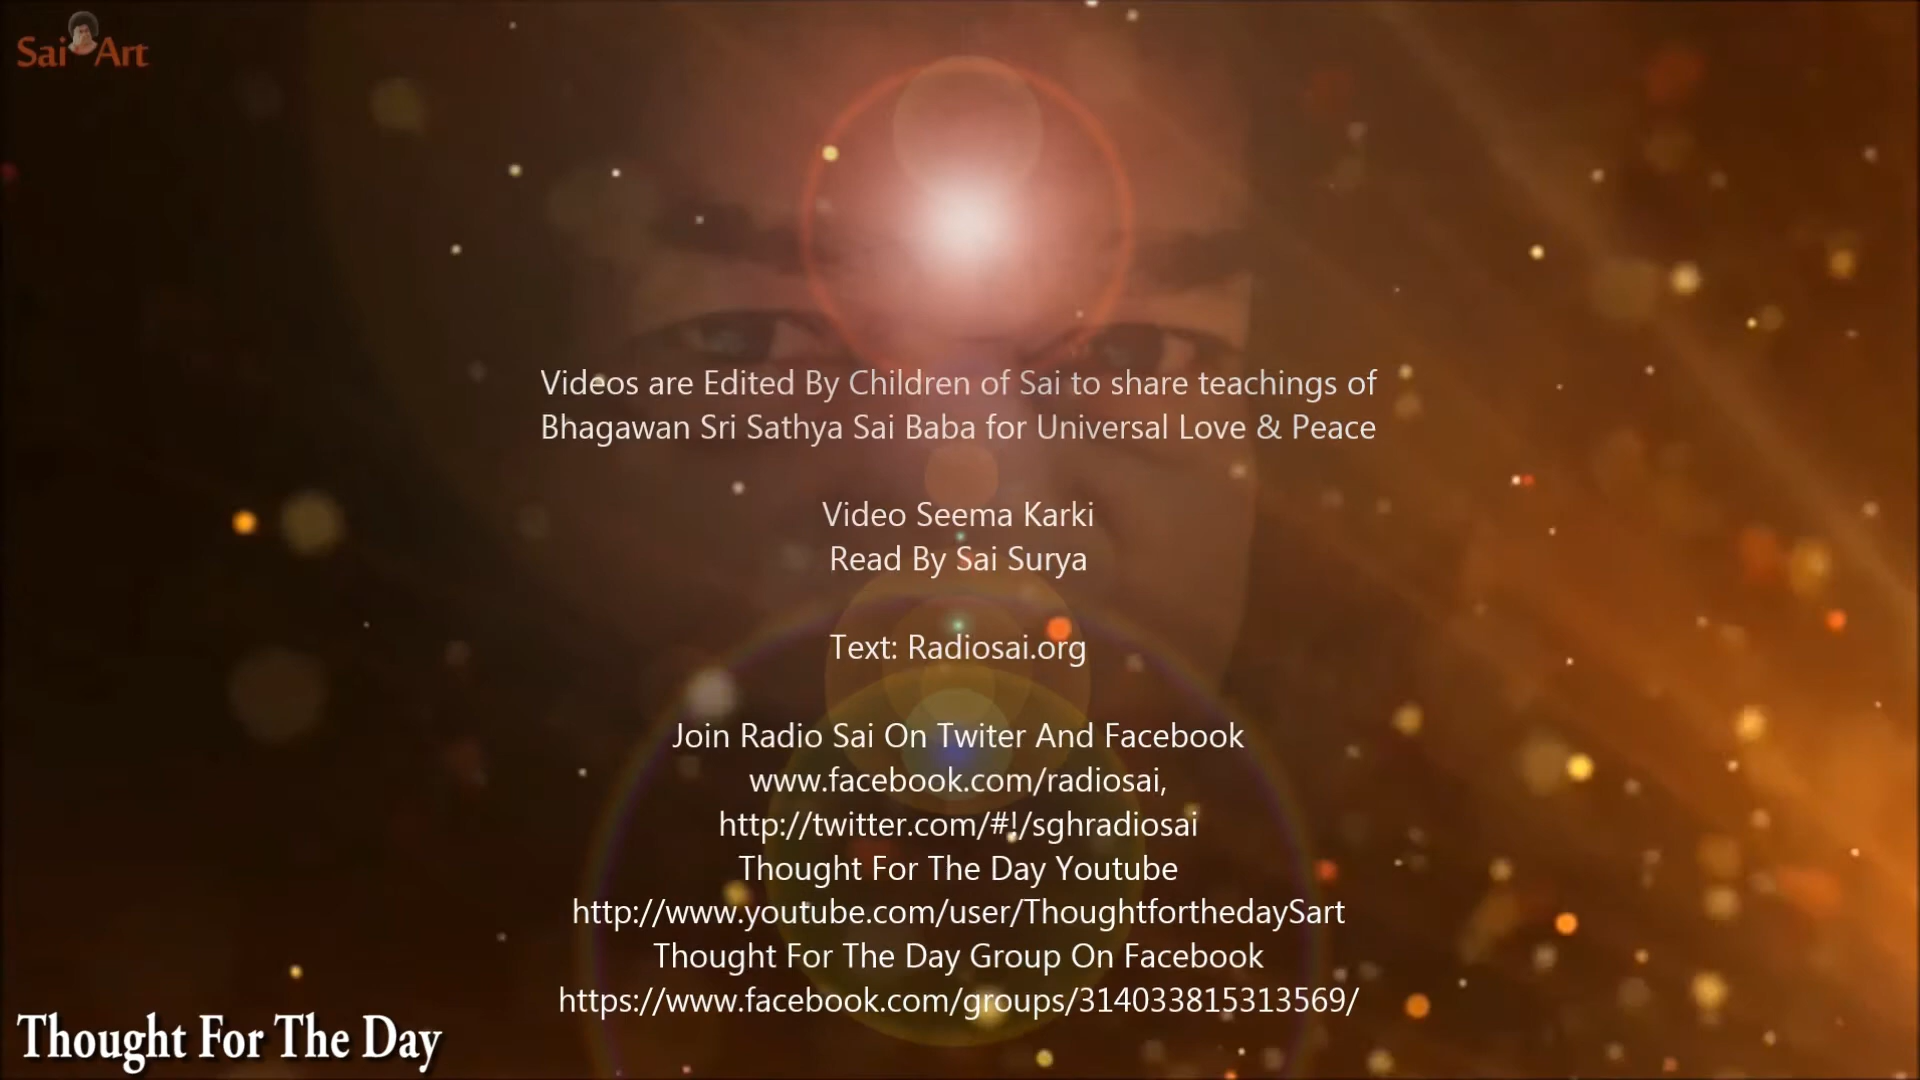 Sai Art
Videos are Edited By Children of Sai to share teachings of
Bhagawan Sri Sathya Sai Baba for Universal Love & Peace
Video Seema Karki
Read By Sai Surya
Text: Radiosai.org
Join Radio Sai On Twiter And Facebook
www.facebook.com/radiosai,
http://twitter.com/#!/sghradiosai
Thought For The Day Youtube
http://www.youtube.com/user/ThoughtforthedaySart
Thought For The Day Group On Facebook
https://www.facebook.com/groups/314033815313569/
Thought For The Day